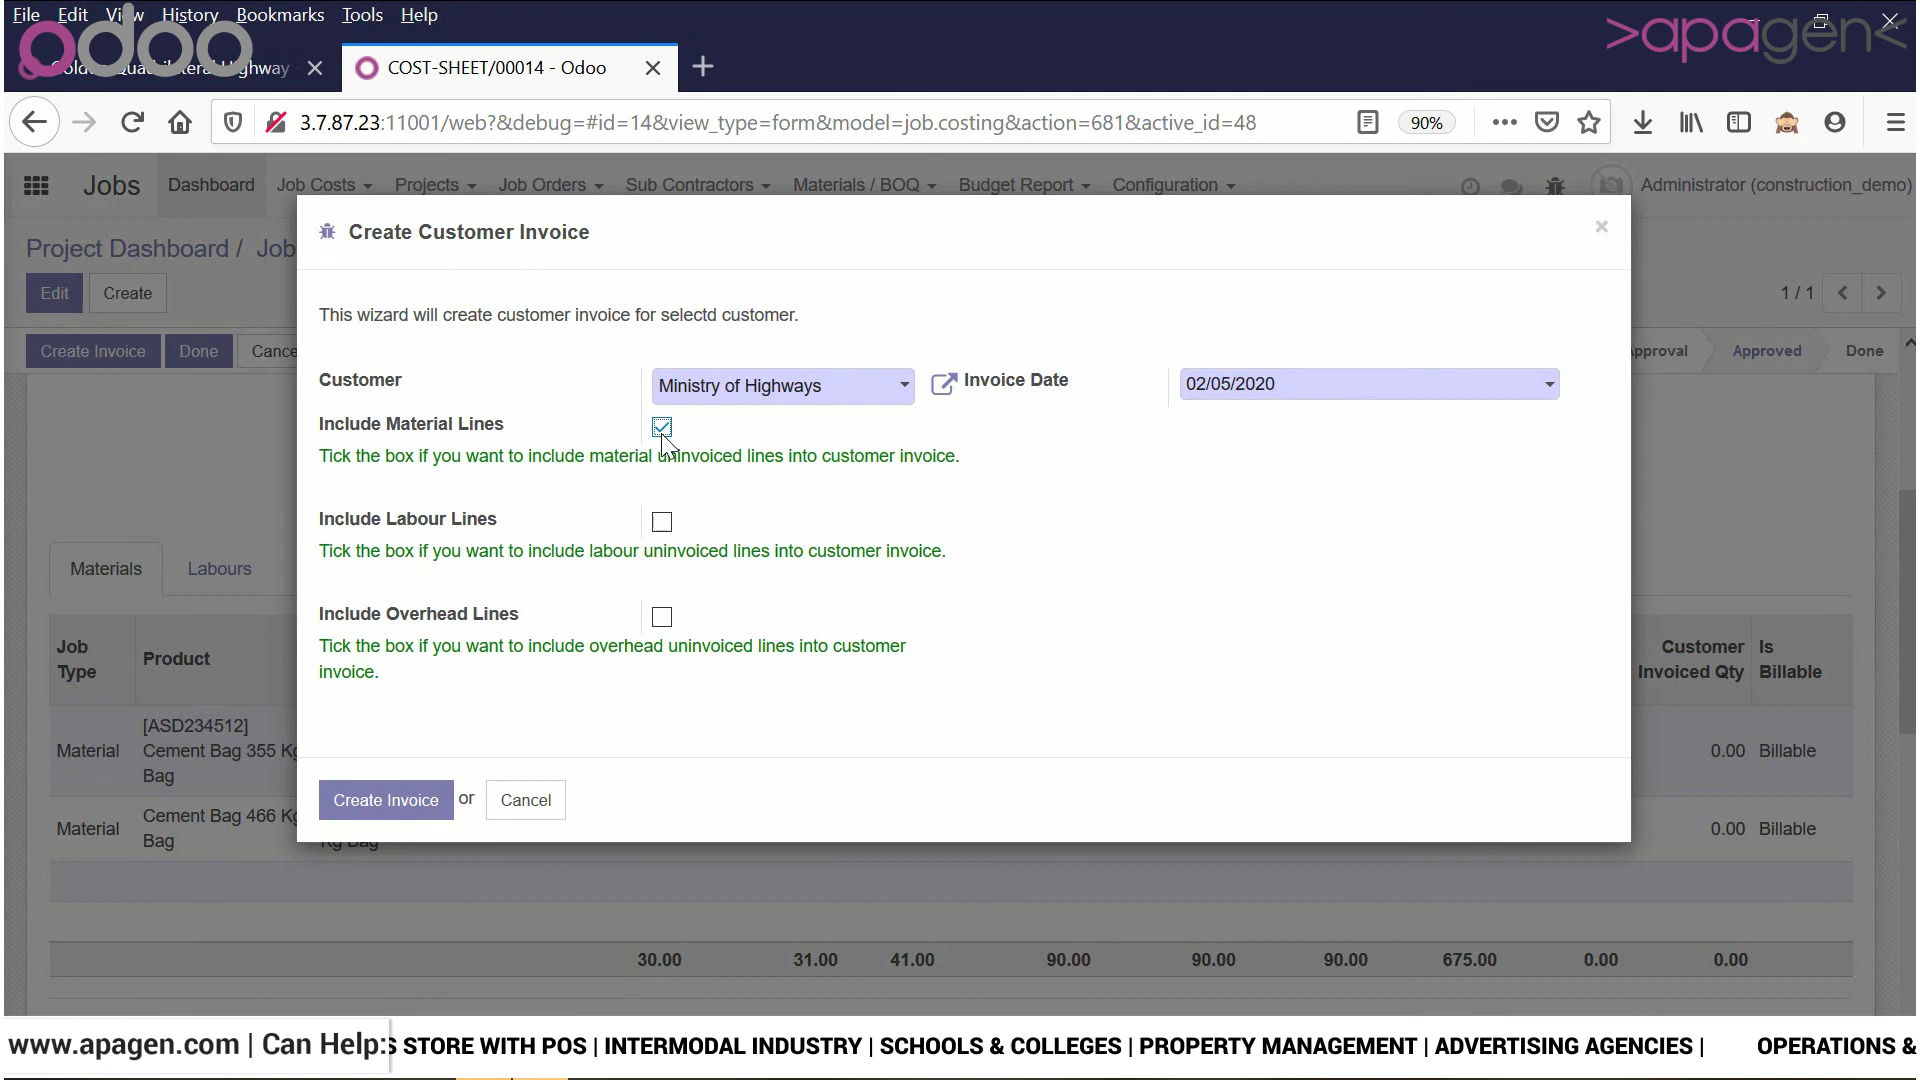 File Edit View History Bookmarks Tools Help
odoo
>apagen<
Highway
COST-SHEET/00014 - Odoo
3.7.87.23:11001/web?&debug=#id=14&view_type=form&model=job.costing&action=681&active_id=48
90%
Jobs Dashboard Job Costs Projects Job Orders Sub Contractors Materials / BOQ Budget Report Configuration Administrator (construction_demo)
Project Dashboard / Job
Edit Create
1 / 1
Create Invoice Done Cance
pproval Approved Done
Create Customer Invoice
This wizard will create customer invoice for selectd customer.
Customer Ministry of Highways Invoice Date 02/05/2020
Include Material Lines
Tick the box if you want to include material uninvoiced lines into customer invoice.
Include Labour Lines
Tick the box if you want to include labour uninvoiced lines into customer invoice.
Include Overhead Lines
Tick the box if you want to include overhead uninvoiced lines into customer
invoice.
Create Invoice or Cancel
Materials Labours
Job
Type
Product
Customer
Invoiced Qty
Is
Billable
Material
[ASD234512]
Cement Bag 355 Kg
Bag
0.00 Billable
Material
Cement Bag 466 Kg
Bag
Kg Bag
0.00 Billable
30.00 31.00 41.00 90.00 90.00 90.00 675.00 0.00 0.00
www.apagen.com | Can Help:
S STORE WITH POS | INTERMODAL INDUSTRY | SCHOOLS & COLLEGES | PROPERTY MANAGEMENT | ADVERTISING AGENCIES | OPERATIONS &